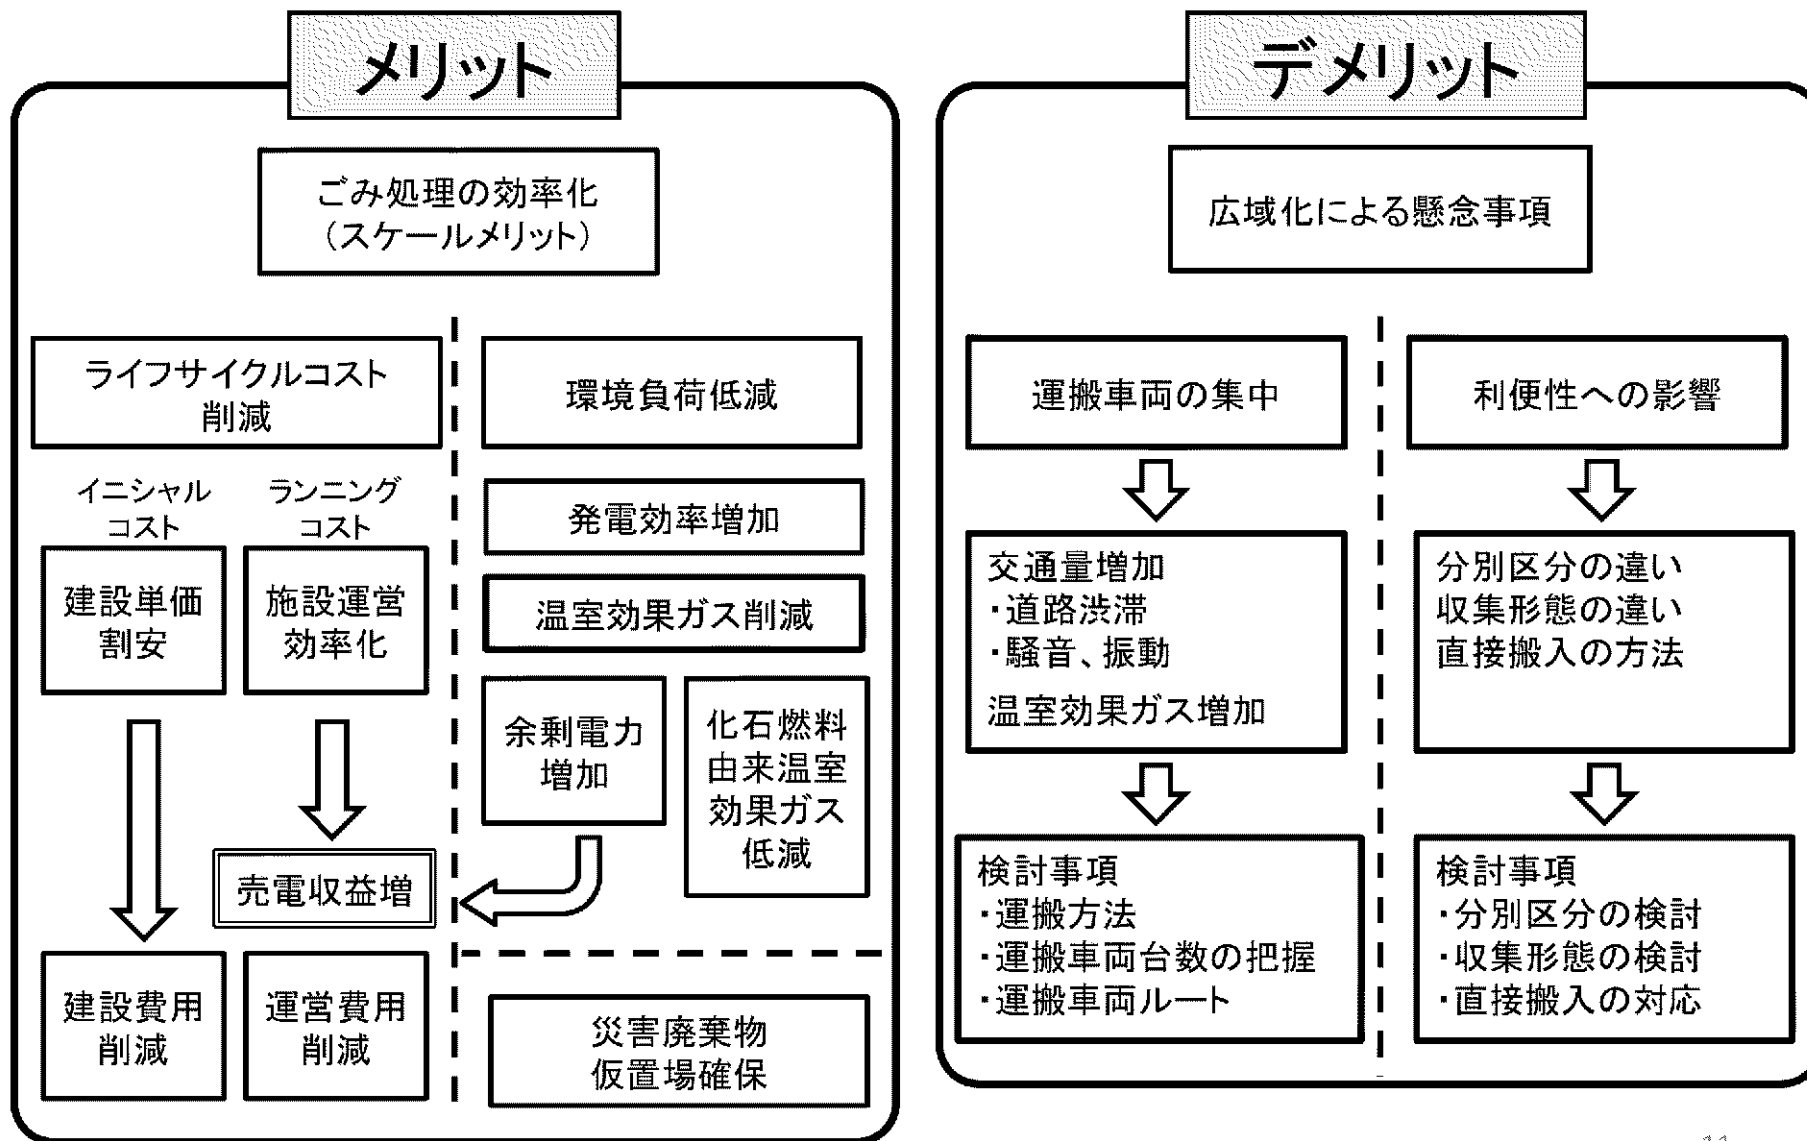 メリット
ごみ処理の効率化
（スケールメリット）
ライフサイクルコスト
削減
イニシャル
コスト
ランニング
コスト
建設単価
割安
施設運営
効率化
売電収益増
建設費用
削減
運営費用
削減
環境負荷低減
発電効率増加
温室効果ガス削減
余剰電力
増加
化石燃料
由来温室
効果ガス
低減
災害廃棄物
仮置場確保
デメリット
広域化による懸念事項
運搬車両の集中
交通量増加
・道路渋滞
・騒音、振動
温室効果ガス増加
検討事項
・運搬方法
・運搬車両台数の把握
・運搬車両ルート
利便性への影響
分別区分の違い
収集形態の違い
直接搬入の方法
検討事項
・分別区分の検討
・収集形態の検討
・直接搬入の対応